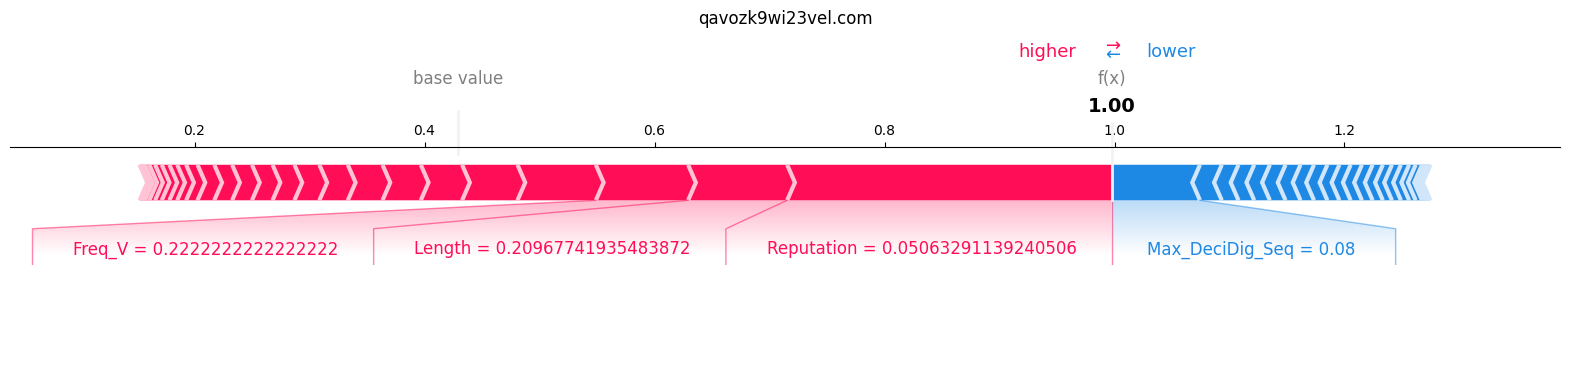 qavozk9wi23vel.com
higher → ← lower
base value f(x)
1.00
0.2 0.4 0.6 0.8 1.0 1.2
Freq_V = 0.2222222222222222 Length = 0.20967741935483872 Reputation = 0.05063291139240506 Max_DeciDig_Seq = 0.08